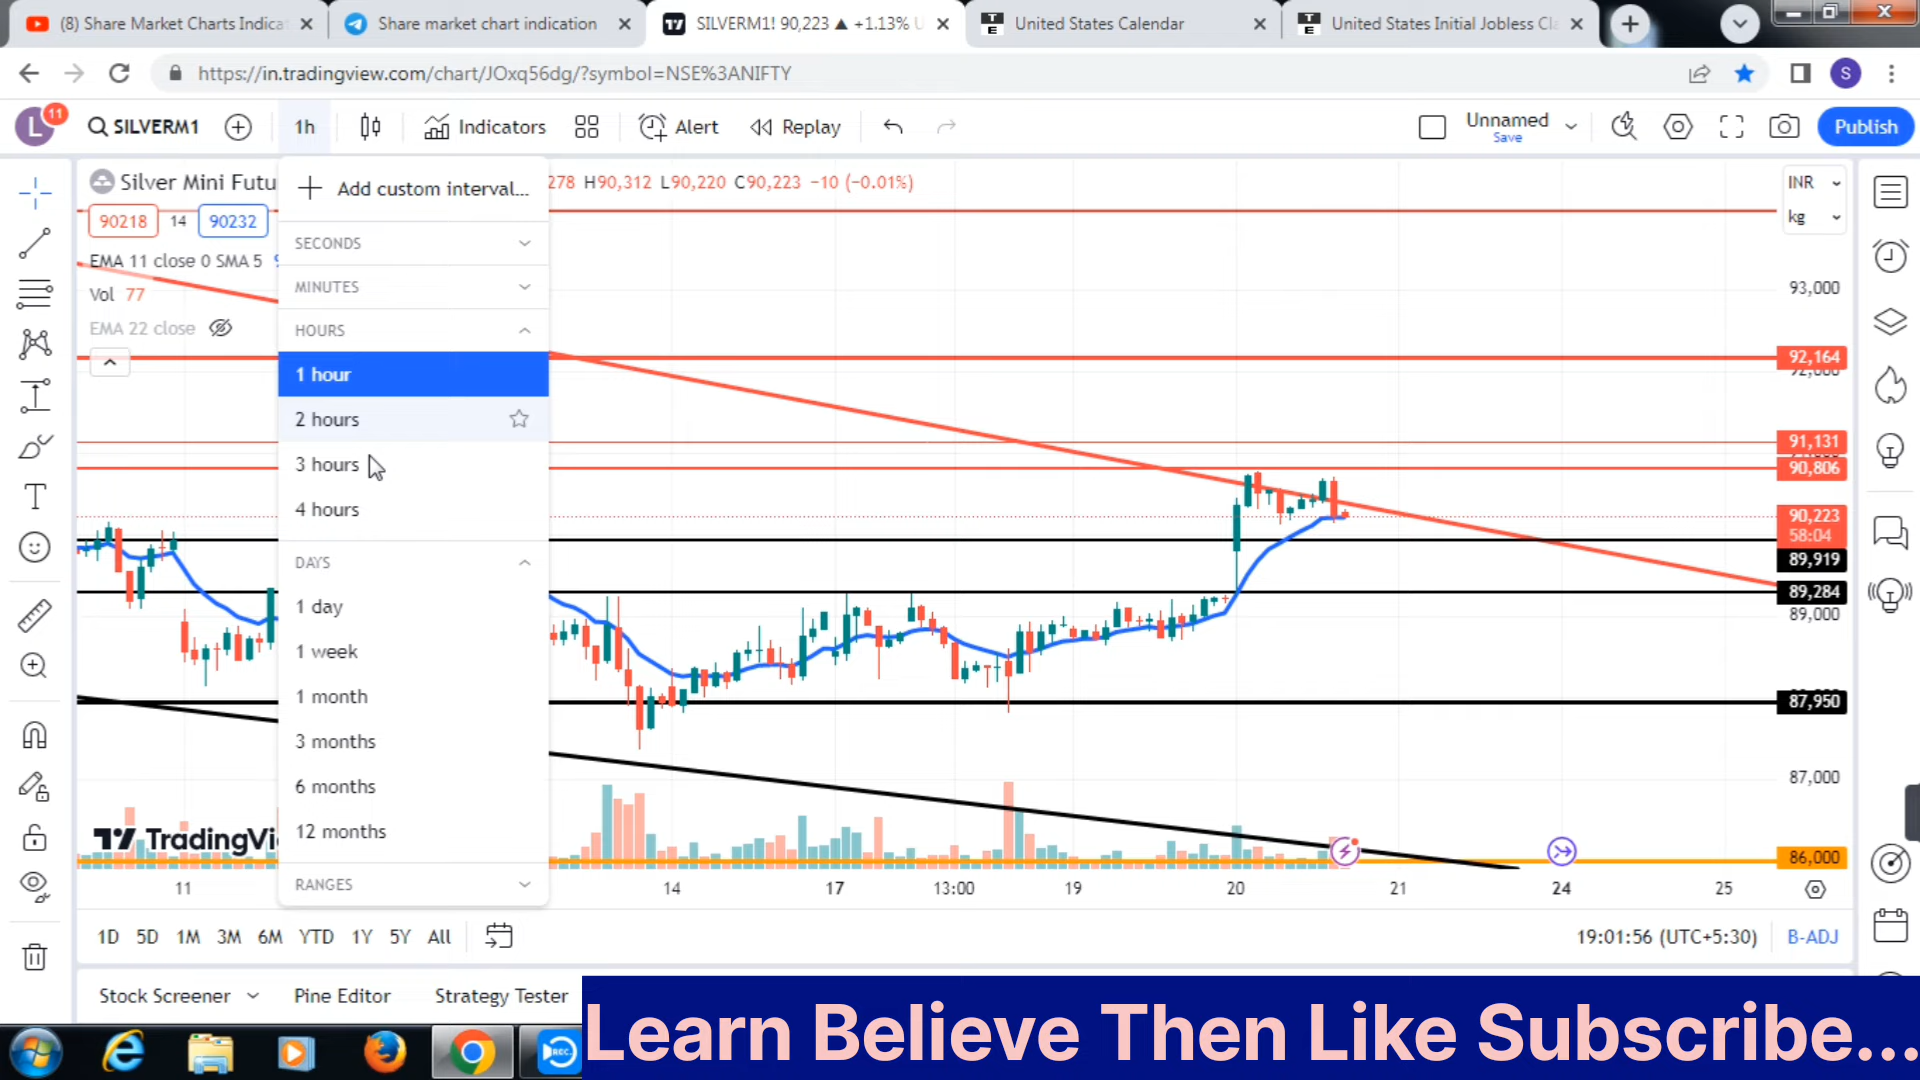 (8) Share Market Charts Indica
Share market chart indication
SILVERM1! 90,223 ▲ +1.13% U
United States Calendar
United States Initial Jobless Cl
https://in.tradingview.com/chart/JOxq56dg/?symbol=NSE%3ANIFTY
S
L 11
SILVERM1
1h
Indicators
Alert
Replay
Unnamed
Save
Publish
Silver Mini Futu
278 H90,312 L90,220 C90,223 −10 (−0.01%)
90218 14 90232
EMA 11 close 0 SMA 5
Vol 77
EMA 22 close
Add custom interval...
SECONDS
MINUTES
HOURS
1 hour
2 hours
3 hours
4 hours
DAYS
1 day
1 week
1 month
3 months
6 months
12 months
RANGES
INR
kg
93,000
92,164
92,000
91,131
90,806
90,223
58:04
89,919
89,284
89,000
87,950
87,000
86,000
TradingVi
11 14 17 13:00 19 20 21 24 25
1D 5D 1M 3M 6M YTD 1Y 5Y All
19:01:56 (UTC+5:30) B-ADJ
Stock Screener Pine Editor Strategy Tester
REC
Learn Believe Then Like Subscribe...